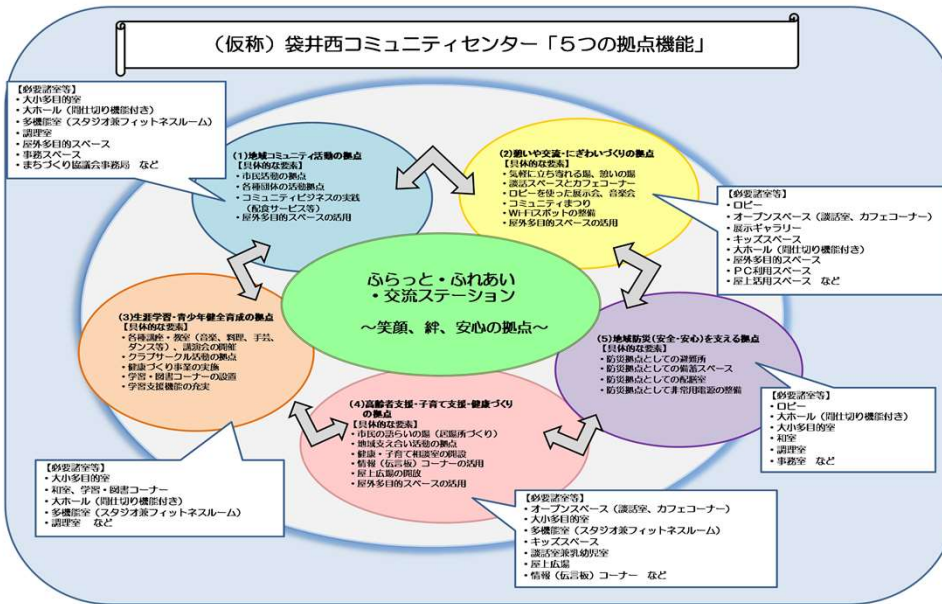 (仮称)袋井西コミュニティセンター「5つの拠点機能」
【必要諸室等】
・大小多目的室
・大ホール(間仕切り機能付き)
・多機能室(スタジオ兼フィットネスルーム)
・調理室
・屋外多目的スペース
・事務スペース
・まちづくり協議会事務局 など
(1)地域コミュニティ活動の拠点
【具体的な要素】
・市民活動の拠点
・各種団体の活動拠点
・コミュニティビジネスの実践
(配食サービス等)
・屋外多目的スペースの活用
(2)憩いや交流・にぎわいづくりの拠点
【具体的な要素】
・気軽に立ち寄れる場、憩いの場
・談話スペースとカフェコーナー
・ロビーを使った展示会、音楽会
・コミュニティまつり
・Wi-Fiスポットの整備
・屋外多目的スペースの活用
【必要諸室等】
・ロビー
・オープンスペース(談話室、カフェコーナー)
・展示ギャラリー
・キッズスペース
・大ホール(間仕切り機能付き)
・屋外多目的スペース
・PC利用スペース
・屋上活用スペース など
ふらっと・ふれあい
・交流ステーション
~笑顔、絆、安心の拠点~
(3)生涯学習・青少年健全育成の拠点
【具体的な要素】
・各種講座・教室(音楽、料理、手芸、
ダンス等)、講演会の開催
・クラブサークル活動の拠点
・健康づくり事業の実施
・学習・図書コーナーの設置
・学習支援機能の充実
【必要諸室等】
・大小多目的室
・和室、学習・図書コーナー
・大ホール(間仕切り機能付き)
・多機能室(スタジオ兼フィットネスルーム)
・調理室 など
(4)高齢者支援・子育て支援・健康づくり
の拠点
【具体的な要素】
・市民の語らいの場(居場所づくり)
・地域支え合い活動の拠点
・健康・子育て相談室の開設
・情報(伝言板)コーナーの活用
・屋上広場の開放
・屋外多目的スペースの活用
【必要諸室等】
・オープンスペース(談話室、カフェコーナー)
・大小多目的室
・多機能室(スタジオ兼フィットネスルーム)
・キッズスペース
・談話室兼乳幼児室
・屋上広場
・情報(伝言板)コーナー など
(5)地域防災(安全・安心)を支える拠点
【具体的な要素】
・防災拠点としての避難所
・防災拠点としての備蓄スペース
・防災拠点としての配膳室
・防災拠点として非常用電源の整備
【必要諸室等】
・ロビー
・大ホール(間仕切り機能付き)
・大小多目的室
・和室
・調理室
・事務室 など